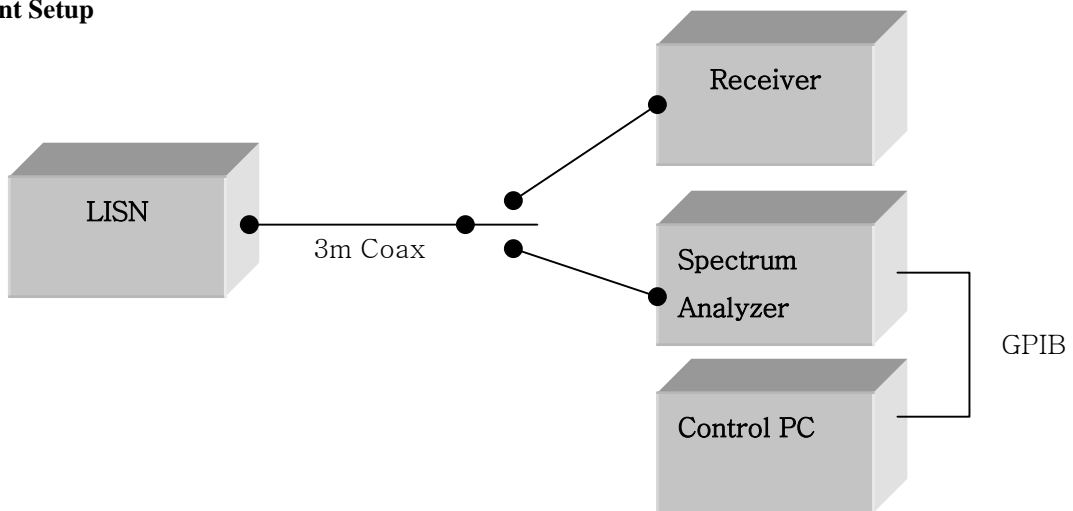 nt Setup
Receiver
LISN
3m Coax
Spectrum
Analyzer
GPIB
Control PC